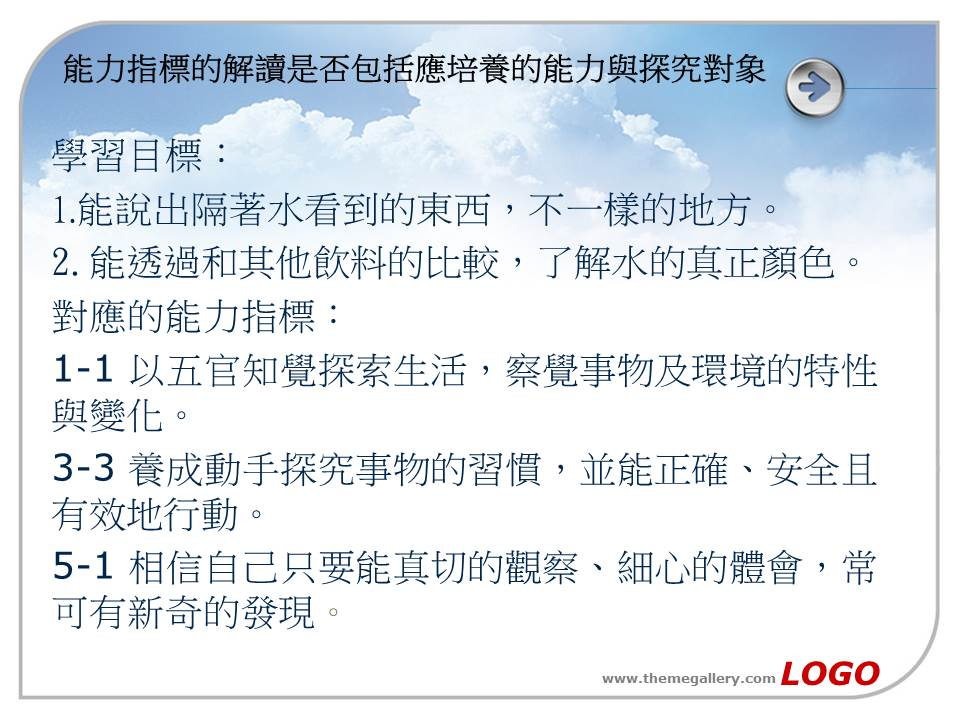 能力指標的解讀是否包括應培養的能力與探究對象
學習目標：
1.能說出隔著水看到的東西，不一樣的地方。
2. 能透過和其他飲料的比較，了解水的真正顏色。
對應的能力指標：
1-1 以五官知覺探索生活，察覺事物及環境的特性
與變化。
3-3 養成動手探究事物的習慣，並能正確、安全且
有效地行動。
5-1 相信自己只要能真切的觀察、細心的體會，常
可有新奇的發現。
www.themegallery.com LOGO